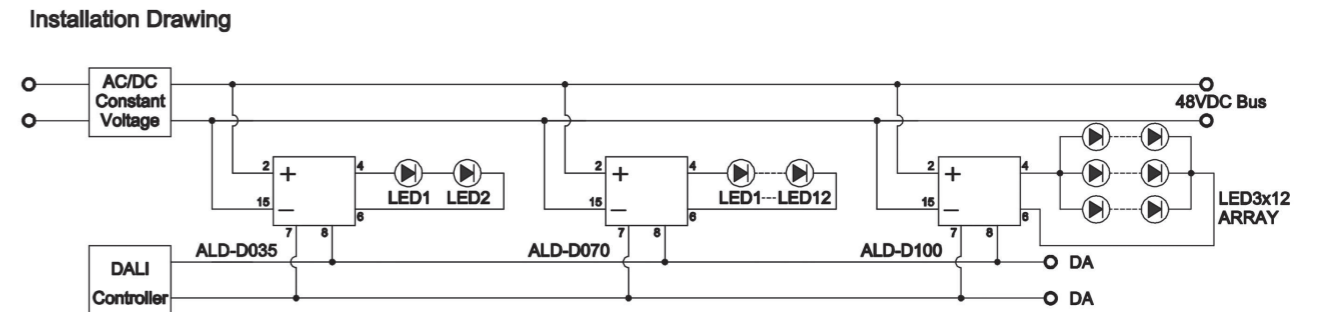 Installation Drawing
AC/DC
Constant
Voltage
48VDC Bus
2 + 4
15 − 6
7 8
LED1 LED2
ALD-D035
2 + 4
15 − 6
7 8
LED1---LED12
ALD-D070
2 + 4
15 − 6
7 8
LED3x12
ARRAY
ALD-D100
DALI
Controller
DA
DA